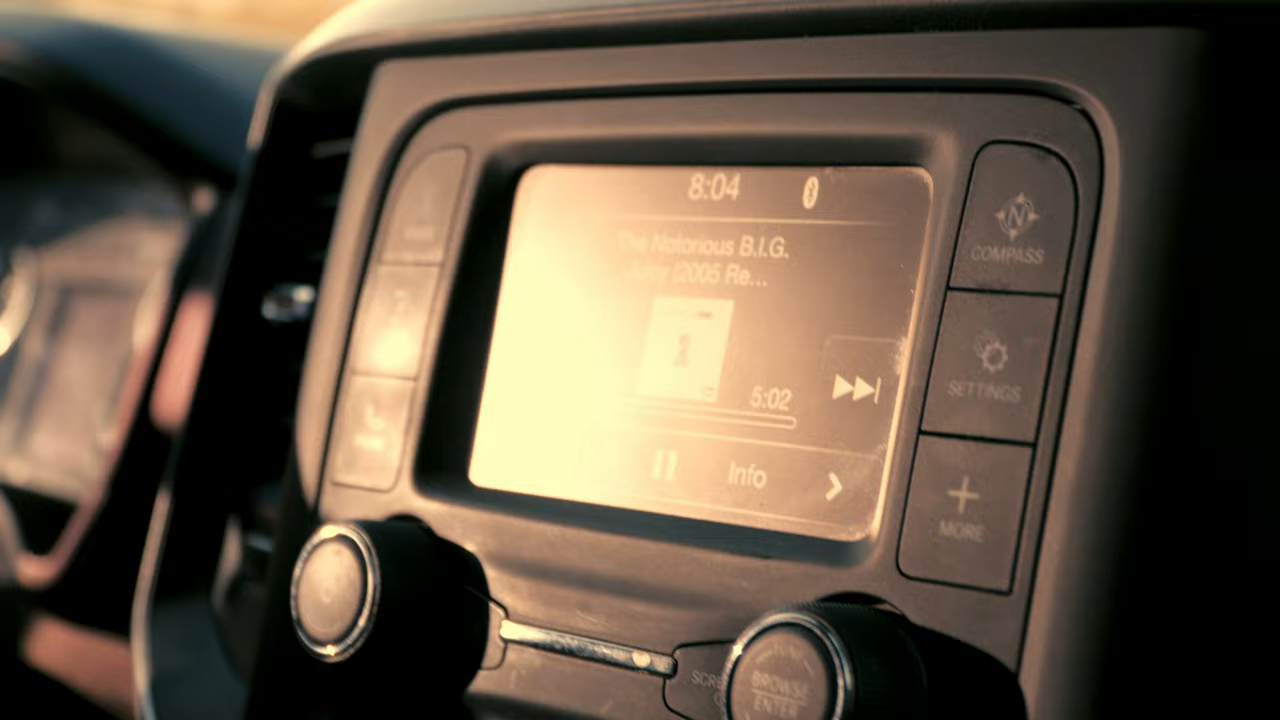 8:04
The Notorious B.I.G.
Juicy (2005 Re...
5:02
Info
N
COMPASS
SETTINGS
MORE
BROWSE
ENTER